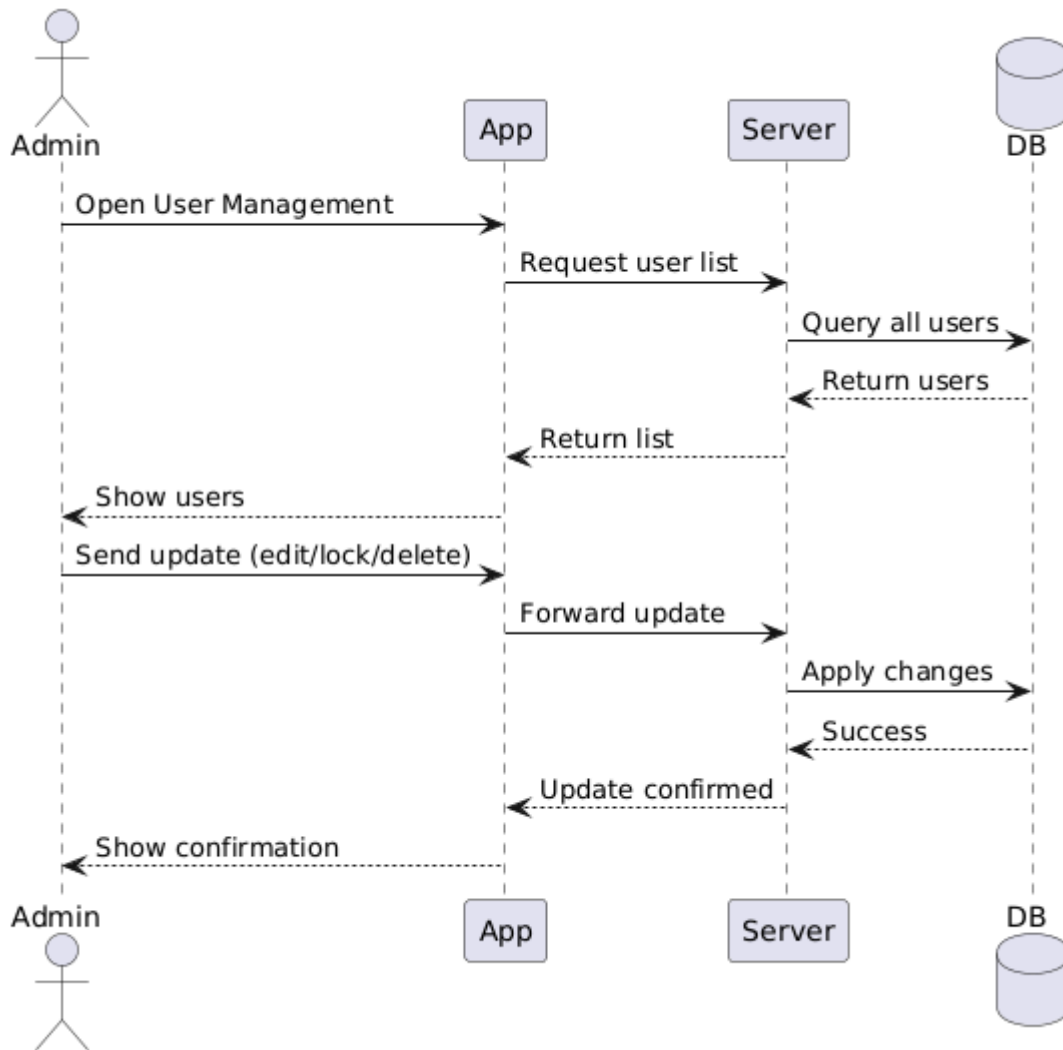 Admin
App
Server
DB
Open User Management
Request user list
Query all users
Return users
Return list
Show users
Send update (edit/lock/delete)
Forward update
Apply changes
Success
Update confirmed
Show confirmation
Admin
App
Server
DB